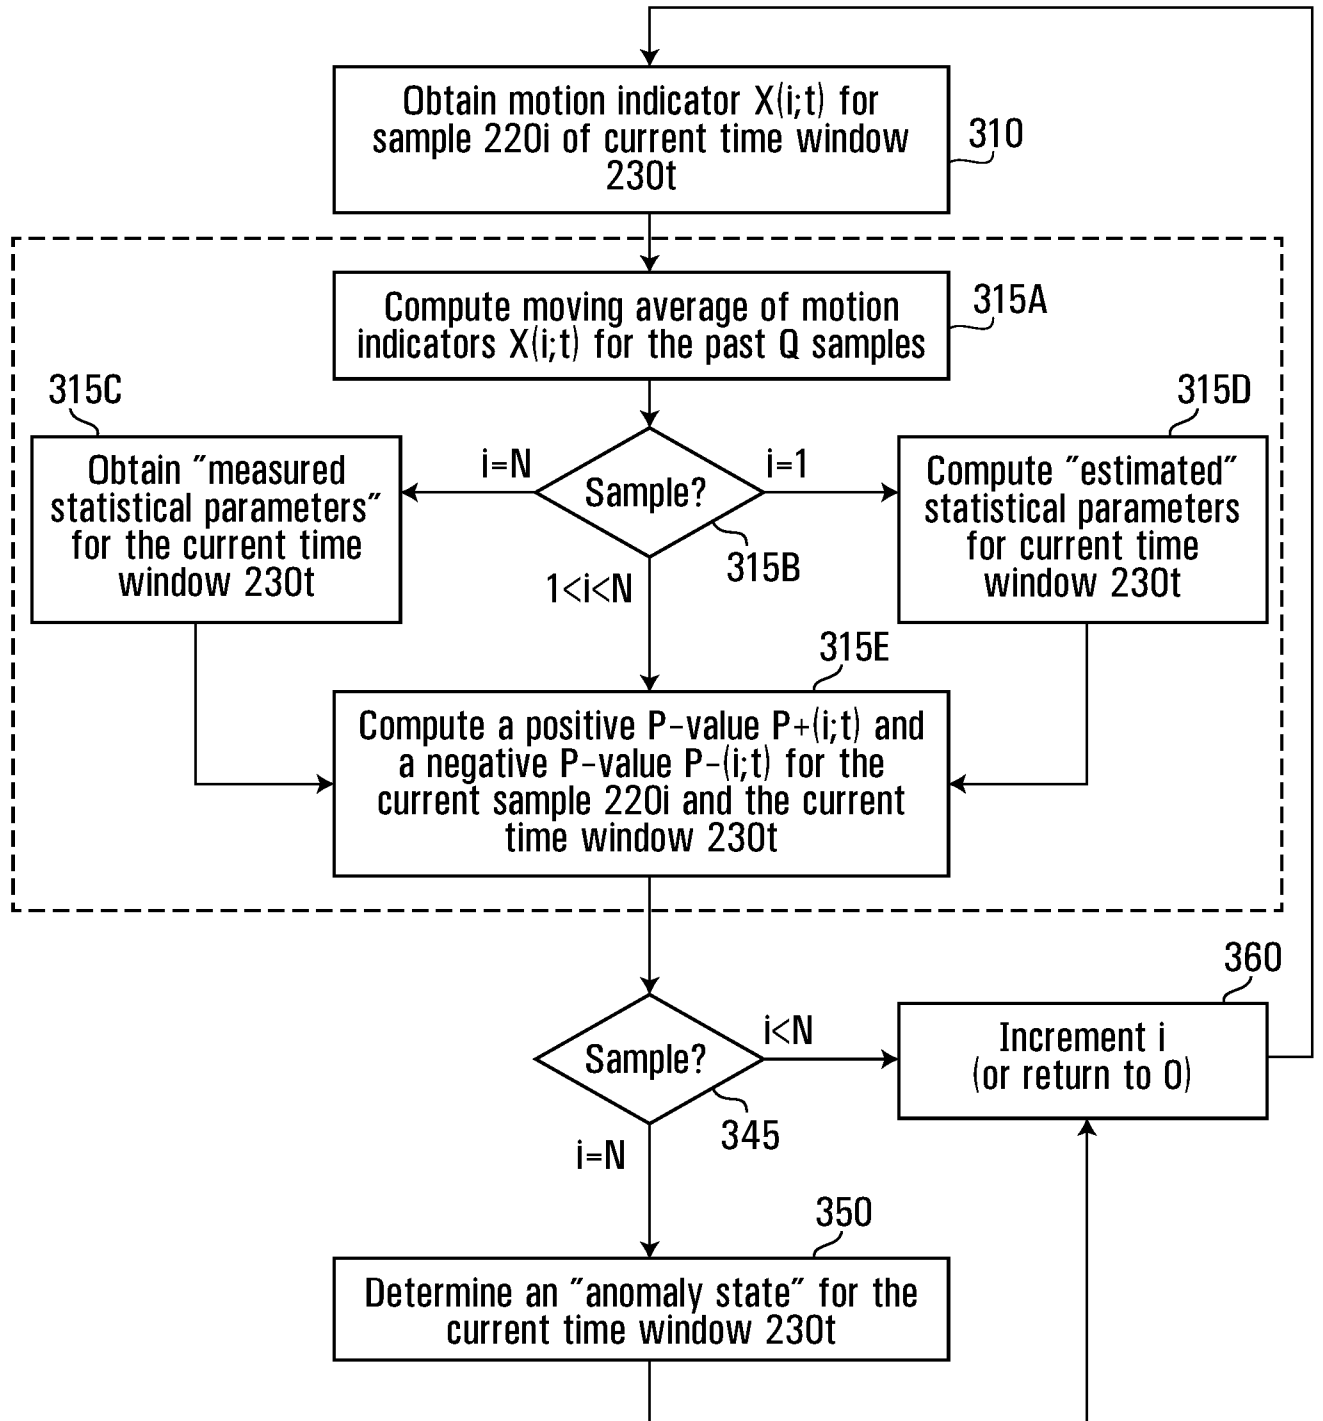 Obtain motion indicator X(i;t) for
sample 220i of current time window
230t
310
Compute moving average of motion
indicators X(i;t) for the past Q samples
315A
315C
315D
Obtain "measured
statistical parameters"
for the current time
window 230t
i=N
Sample?
i=1
Compute "estimated"
statistical parameters
for current time
window 230t
315B
1<i<N
315E
Compute a positive P-value P+(i;t) and
a negative P-value P-(i;t) for the
current sample 220i and the current
time window 230t
360
Sample?
i<N
Increment i
(or return to 0)
345
i=N
350
Determine an "anomaly state" for the
current time window 230t